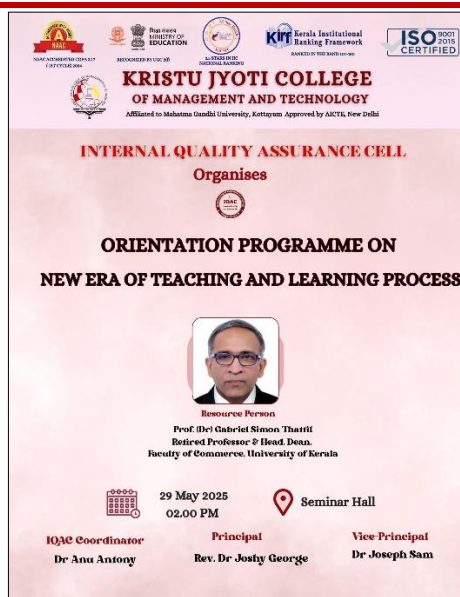 NAAC
MINISTRY OF
EDUCATION
Kirf Kerala Institutional
Ranking Framework
ISO 9001
2015
CERTIFIED
NATIONAL RANKING
KRISTU JYOTI COLLEGE
OF MANAGEMENT AND TECHNOLOGY
Affiliated to Mahatma Gandhi University, Kottayam Approved by AICTE, New Delhi
INTERNAL QUALITY ASSURANCE CELL
Organises
IQAC
ORIENTATION PROGRAMME ON
NEW ERA OF TEACHING AND LEARNING PROCESS
Resource Person
Prof. (Dr) Gabriel Simon Thattil
Retired Professor & Head, Dean,
Faculty of Commerce, University of Kerala
29 May 2025
02.00 PM
Seminar Hall
IQAC Coordinator
Dr Anu Antony
Principal
Rev. Dr Joshy George
Vice-Principal
Dr Joseph Sam